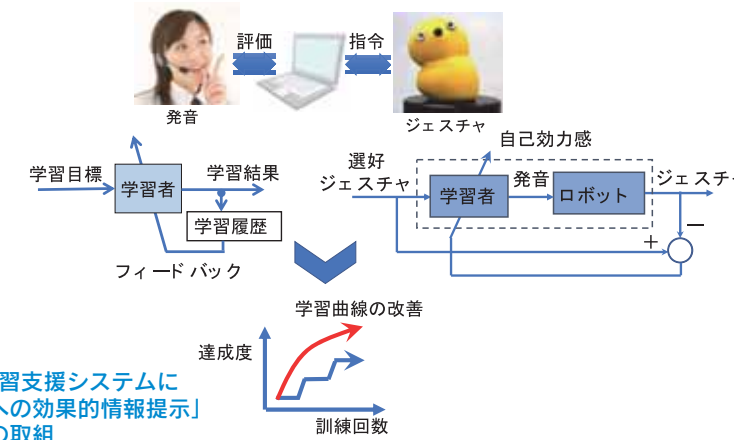 評価
指令
発音
ジェスチャ
学習目標
学習者
学習結果
学習履歴
フィードバック
自己効力感
選好
ジェスチャ
学習者
発音
ロボット
ジェスチ
＋
－
学習曲線の改善
達成度
訓練回数
習支援システムに
への効果的情報提示」
の取組